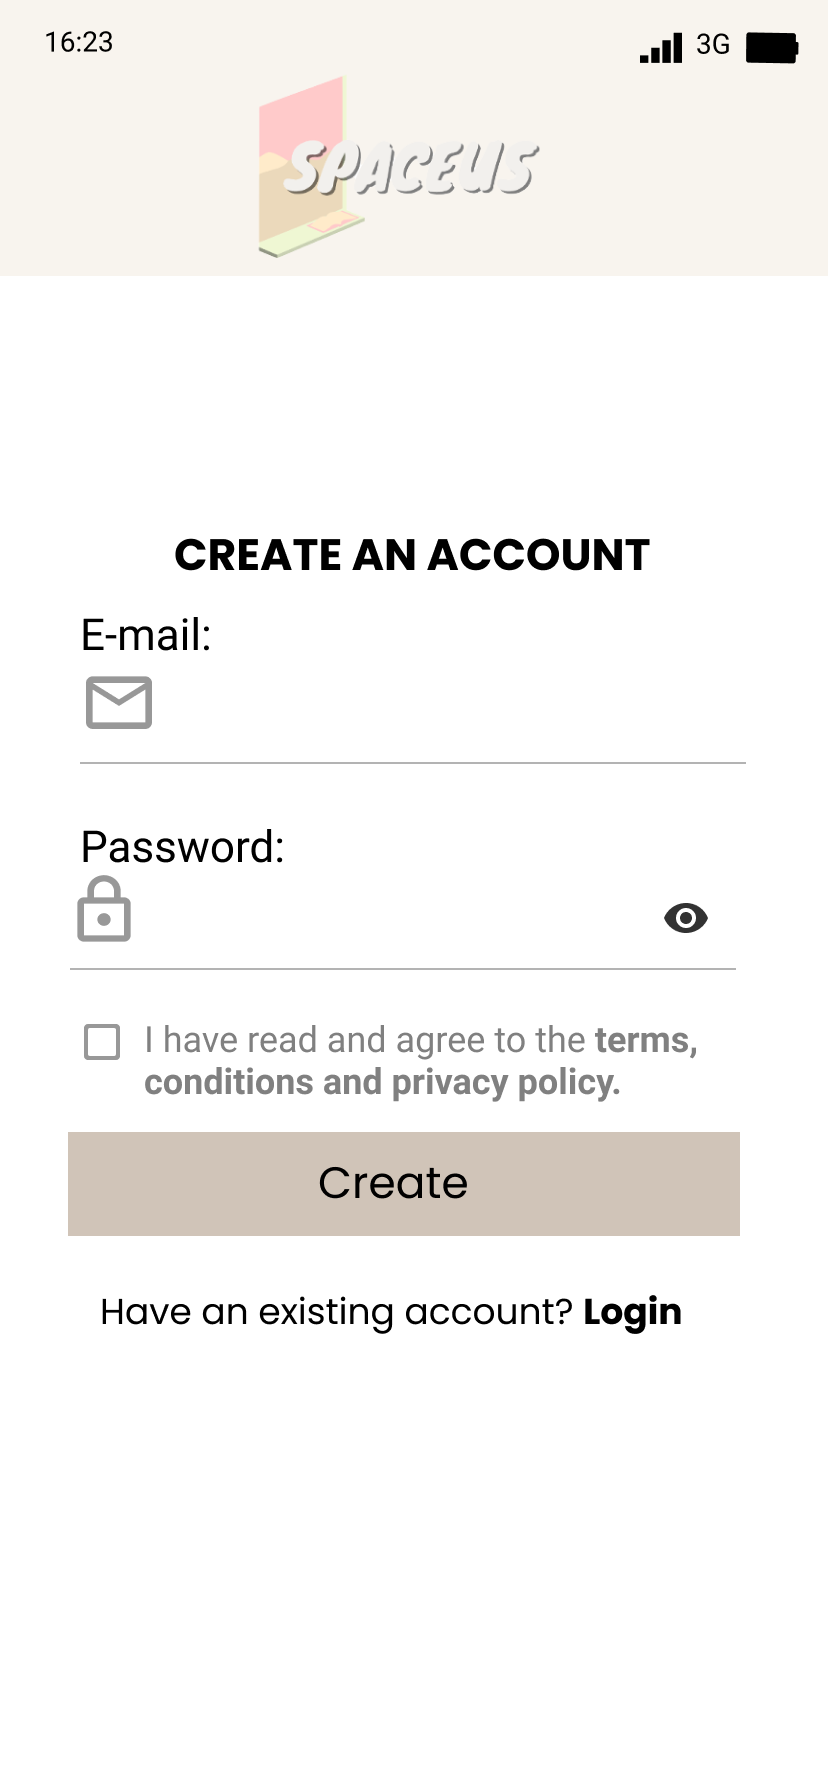 16:23
3G
SPACEUS
CREATE AN ACCOUNT
E-mail:
Password:
I have read and agree to the terms,
conditions and privacy policy.
Create
Have an existing account? Login